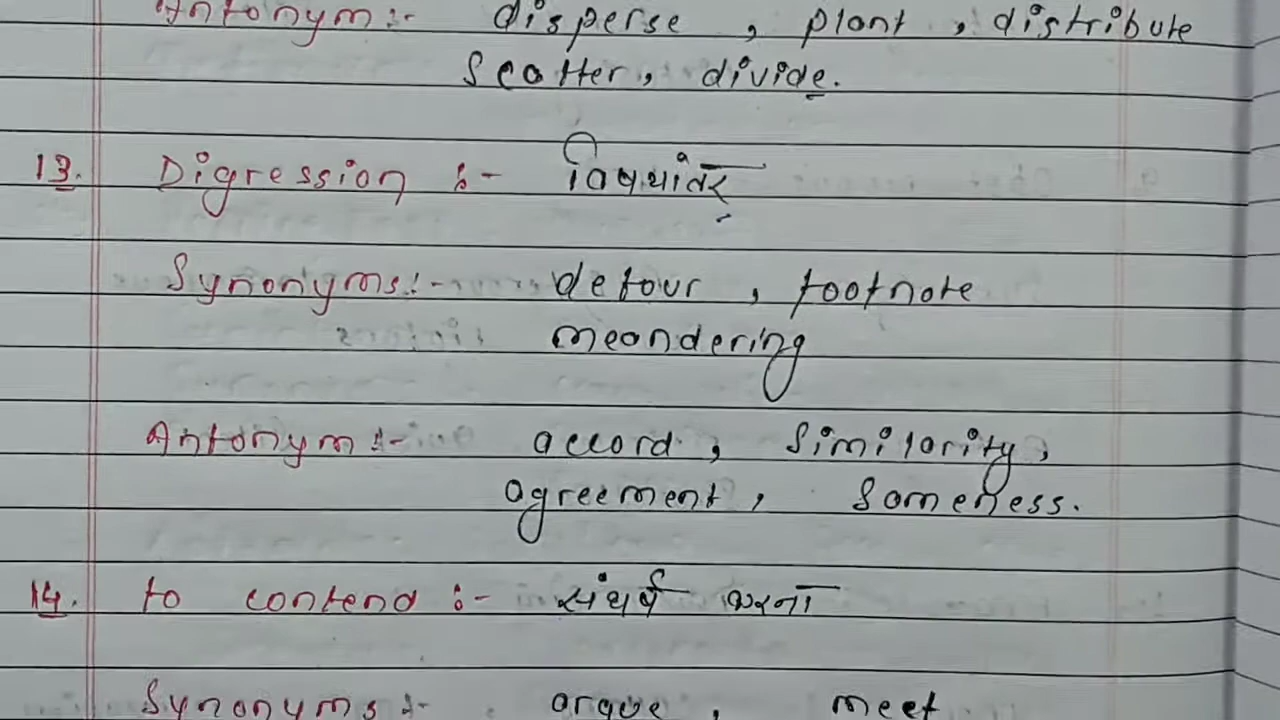 Antonym :- disperse , plant , distribute
Scatter, divide.
13. Digression :- विषयांतर
Synonyms :- detour , footnote
meandering
Antonym :- accord , Similarity ,
agreement , Sameness.
14. to contend :- संघर्ष करना
Synonyms :- argue , meet